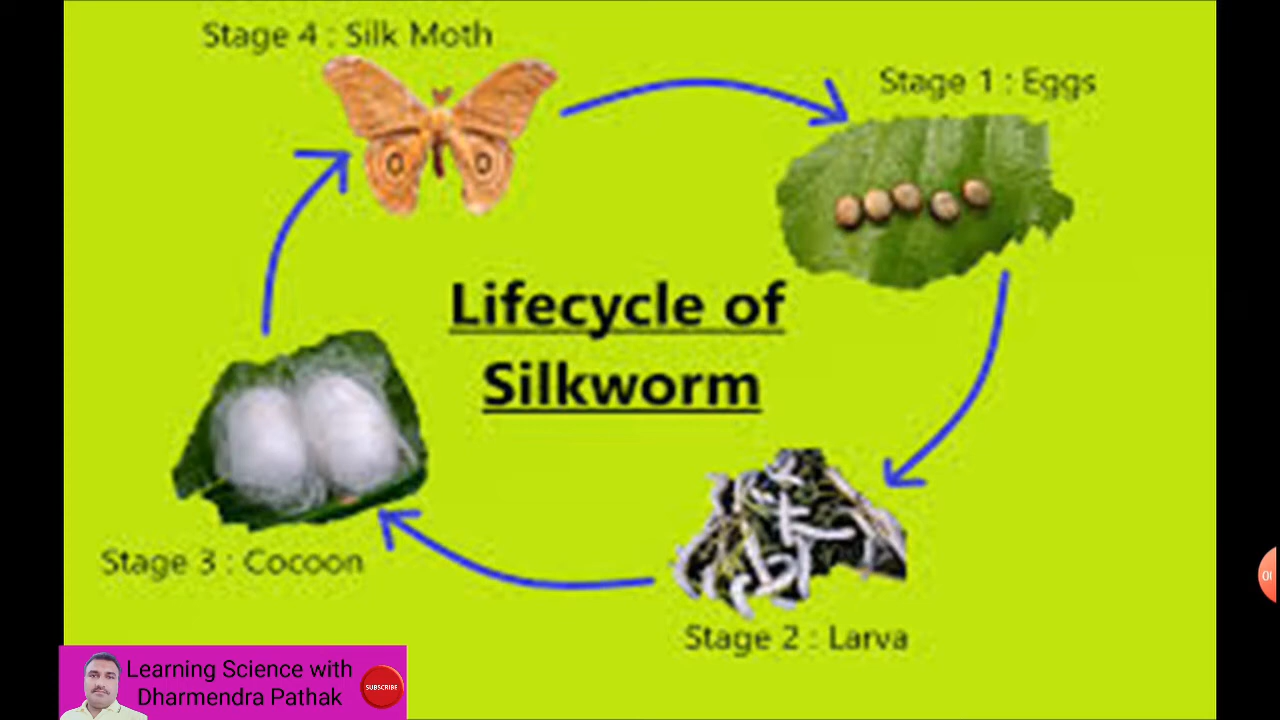 Stage 4 : Silk Moth
Stage 1 : Eggs
Lifecycle of
Silkworm
Stage 3 : Cocoon
Stage 2 : Larva
Learning Science with
Dharmendra Pathak
SUBSCRIBE